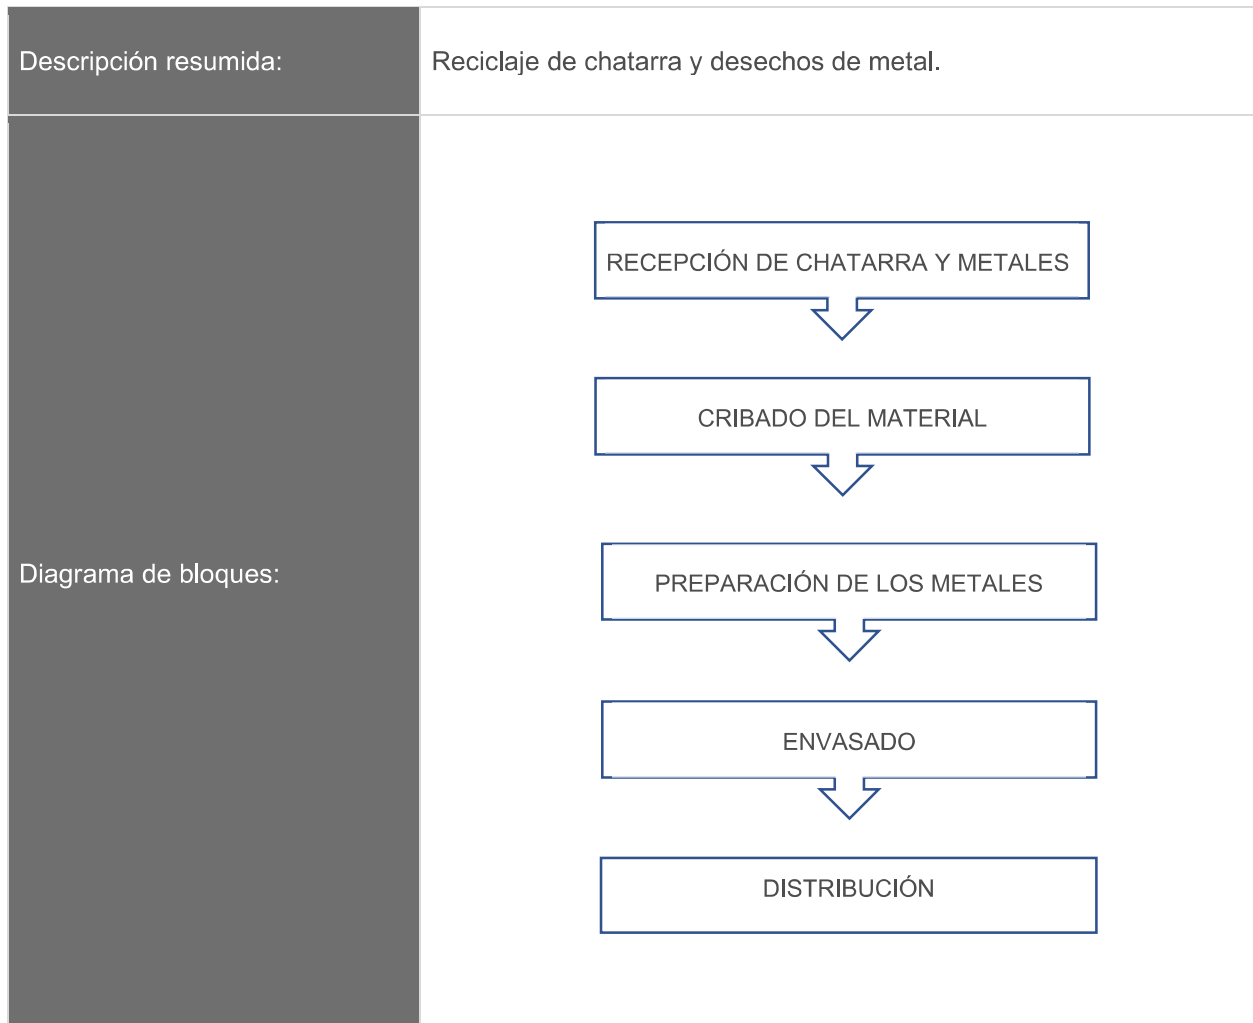 Descripción resumida:
Reciclaje de chatarra y desechos de metal.
Diagrama de bloques:
RECEPCIÓN DE CHATARRA Y METALES
CRIBADO DEL MATERIAL
PREPARACIÓN DE LOS METALES
ENVASADO
DISTRIBUCIÓN